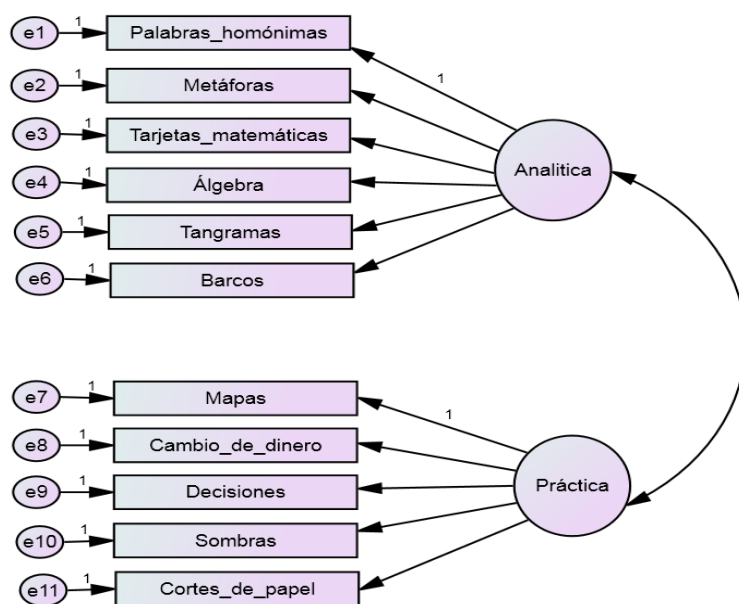 e1 1 Palabras_homónimas
1
e2 1 Metáforas
e3 1 Tarjetas_matemáticas
Analitica
e4 1 Álgebra
e5 1 Tangramas
e6 1 Barcos
e7 1 Mapas
1
e8 1 Cambio_de_dinero
e9 1 Decisiones
Práctica
e10 1 Sombras
e11 1 Cortes_de_papel